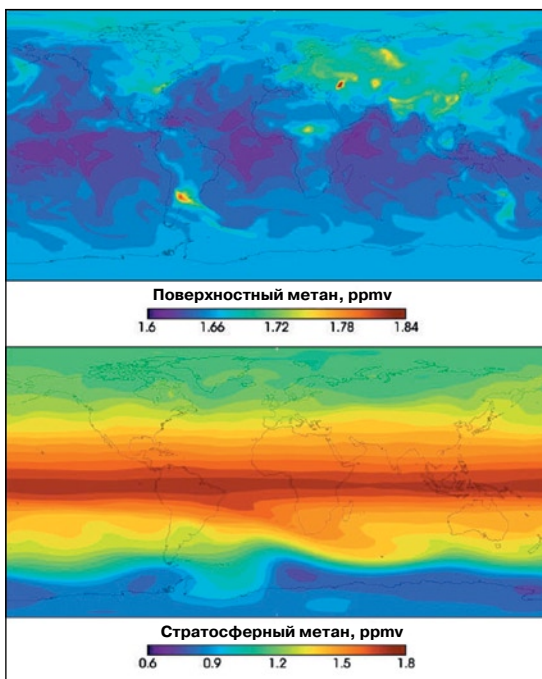 Поверхностный метан, ppmv
1.6 1.66 1.72 1.78 1.84
Стратосферный метан, ppmv
0.6 0.9 1.2 1.5 1.8